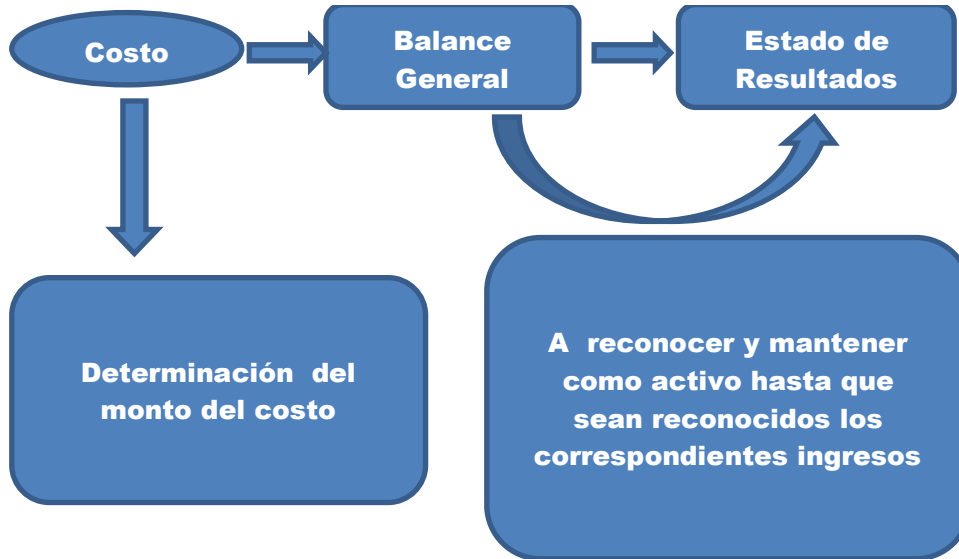 Costo
Balance
General
Estado de
Resultados
Determinación del
monto del costo
A reconocer y mantener
como activo hasta que
sean reconocidos los
correspondientes ingresos